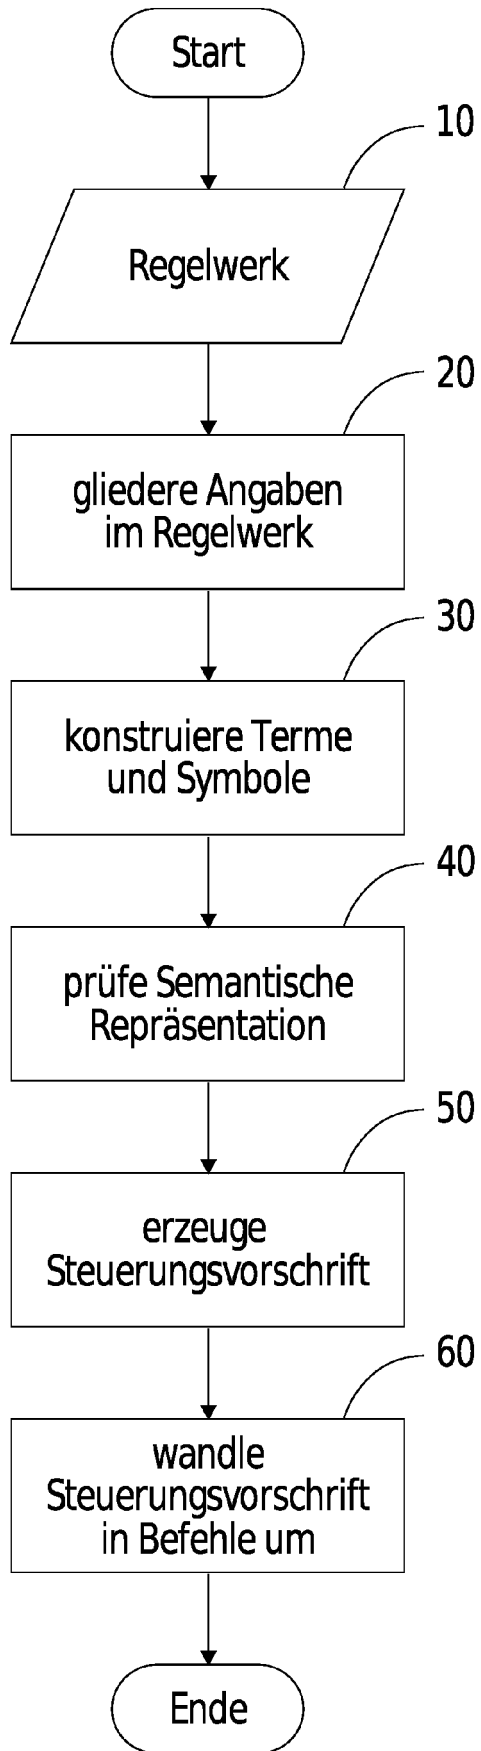 Start
10
Regelwerk
20
gliedere Angaben
im Regelwerk
30
konstruiere Terme
und Symbole
40
prüfe Semantische
Repräsentation
50
erzeuge
Steuerungsvorschrift
60
wandle
Steuerungsvorschrift
in Befehle um
Ende